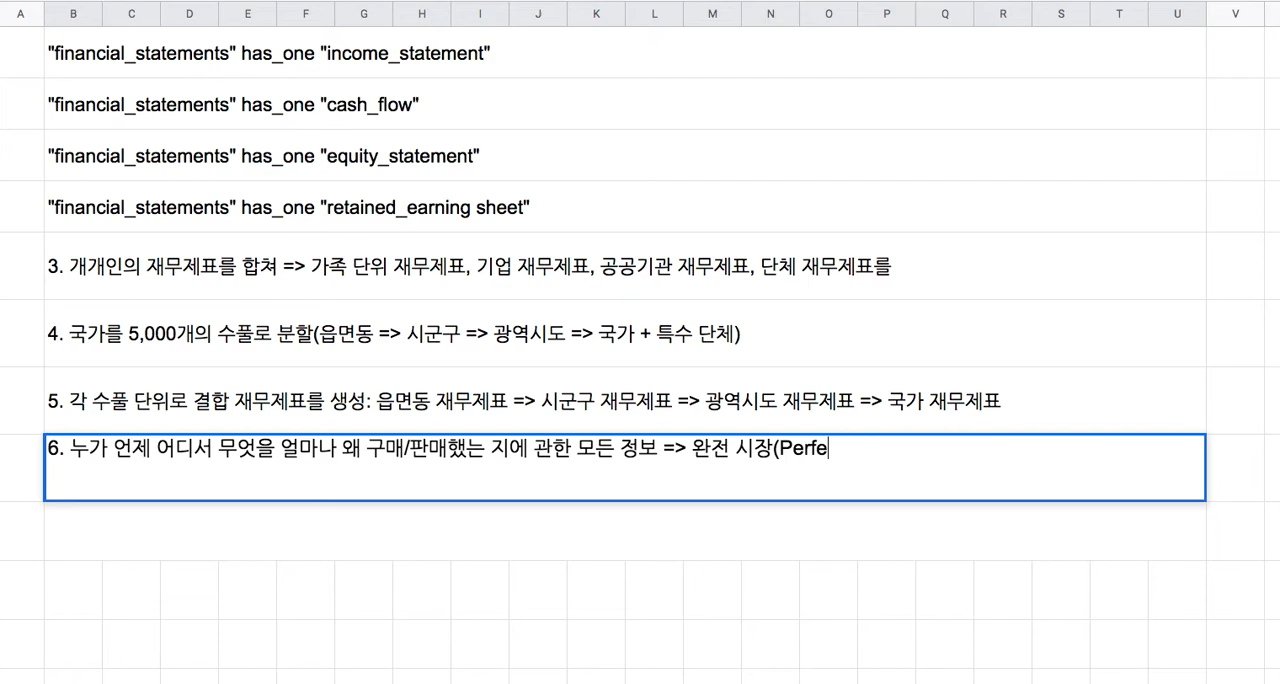 A B C D E F G H I J K L M N O P Q R S T U V
"financial_statements" has_one "income_statement"
"financial_statements" has_one "cash_flow"
"financial_statements" has_one "equity_statement"
"financial_statements" has_one "retained_earning sheet"
3. 개개인의 재무제표를 합쳐 => 가족 단위 재무제표, 기업 재무제표, 공공기관 재무제표, 단체 재무제표를
4. 국가를 5,000개의 수풀로 분할(읍면동 => 시군구 => 광역시도 => 국가 + 특수 단체)
5. 각 수풀 단위로 결합 재무제표를 생성: 읍면동 재무제표 => 시군구 재무제표 => 광역시도 재무제표 => 국가 재무제표
6. 누가 언제 어디서 무엇을 얼마나 왜 구매/판매했는 지에 관한 모든 정보 => 완전 시장(Perfe